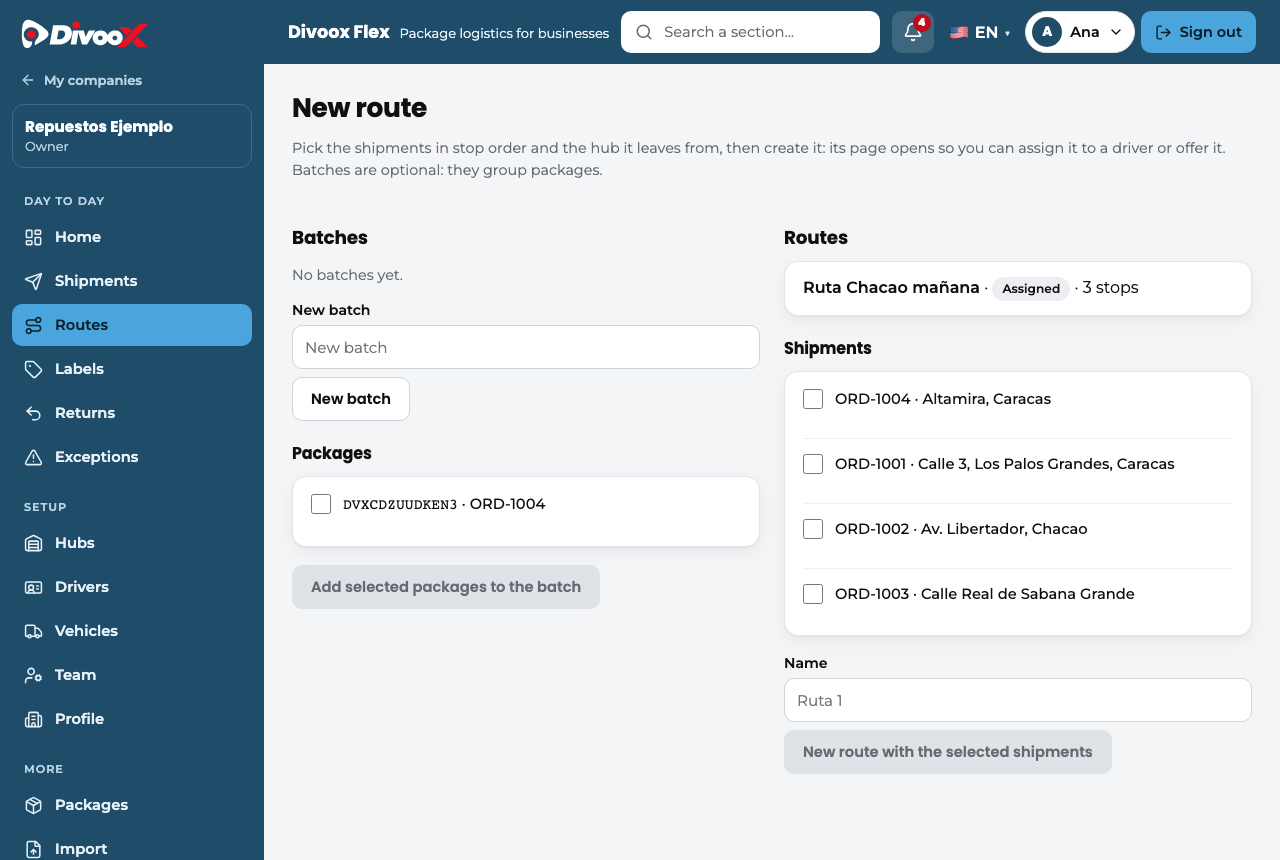 DivooX
Divoox Flex Package logistics for businesses
Search a section...
4
🇺🇸 EN ▾
A Ana
Sign out
My companies
Repuestos Ejemplo
Owner
DAY TO DAY
Home
Shipments
Routes
Labels
Returns
Exceptions
SETUP
Hubs
Drivers
Vehicles
Team
Profile
MORE
Packages
Import
New route
Pick the shipments in stop order and the hub it leaves from, then create it: its page opens so you can assign it to a driver or offer it.
Batches are optional: they group packages.
Batches
No batches yet.
New batch
New batch
New batch
Packages
DVXCDZUUDKEN3 · ORD-1004
Add selected packages to the batch
Routes
Ruta Chacao mañana · Assigned · 3 stops
Shipments
ORD-1004 · Altamira, Caracas
ORD-1001 · Calle 3, Los Palos Grandes, Caracas
ORD-1002 · Av. Libertador, Chacao
ORD-1003 · Calle Real de Sabana Grande
Name
Ruta 1
New route with the selected shipments